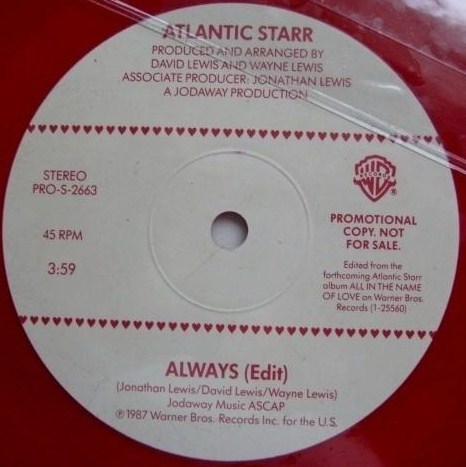 ATLANTIC STARR
PRODUCED AND ARRANGED BY
DAVID LEWIS AND WAYNE LEWIS
ASSOCIATE PRODUCER: JONATHAN LEWIS
A JODAWAY PRODUCTION
STEREO
PRO-S-2663
45 RPM
3:59
RECORDS
®
PROMOTIONAL
COPY. NOT
FOR SALE.
Edited from the
forthcoming Atlantic Starr
album ALL IN THE NAME
OF LOVE on Warner Bros.
Records (1-25560)
ALWAYS (Edit)
(Jonathan Lewis/David Lewis/Wayne Lewis)
Jodaway Music ASCAP
℗ 1987 Warner Bros. Records Inc. for the U.S.